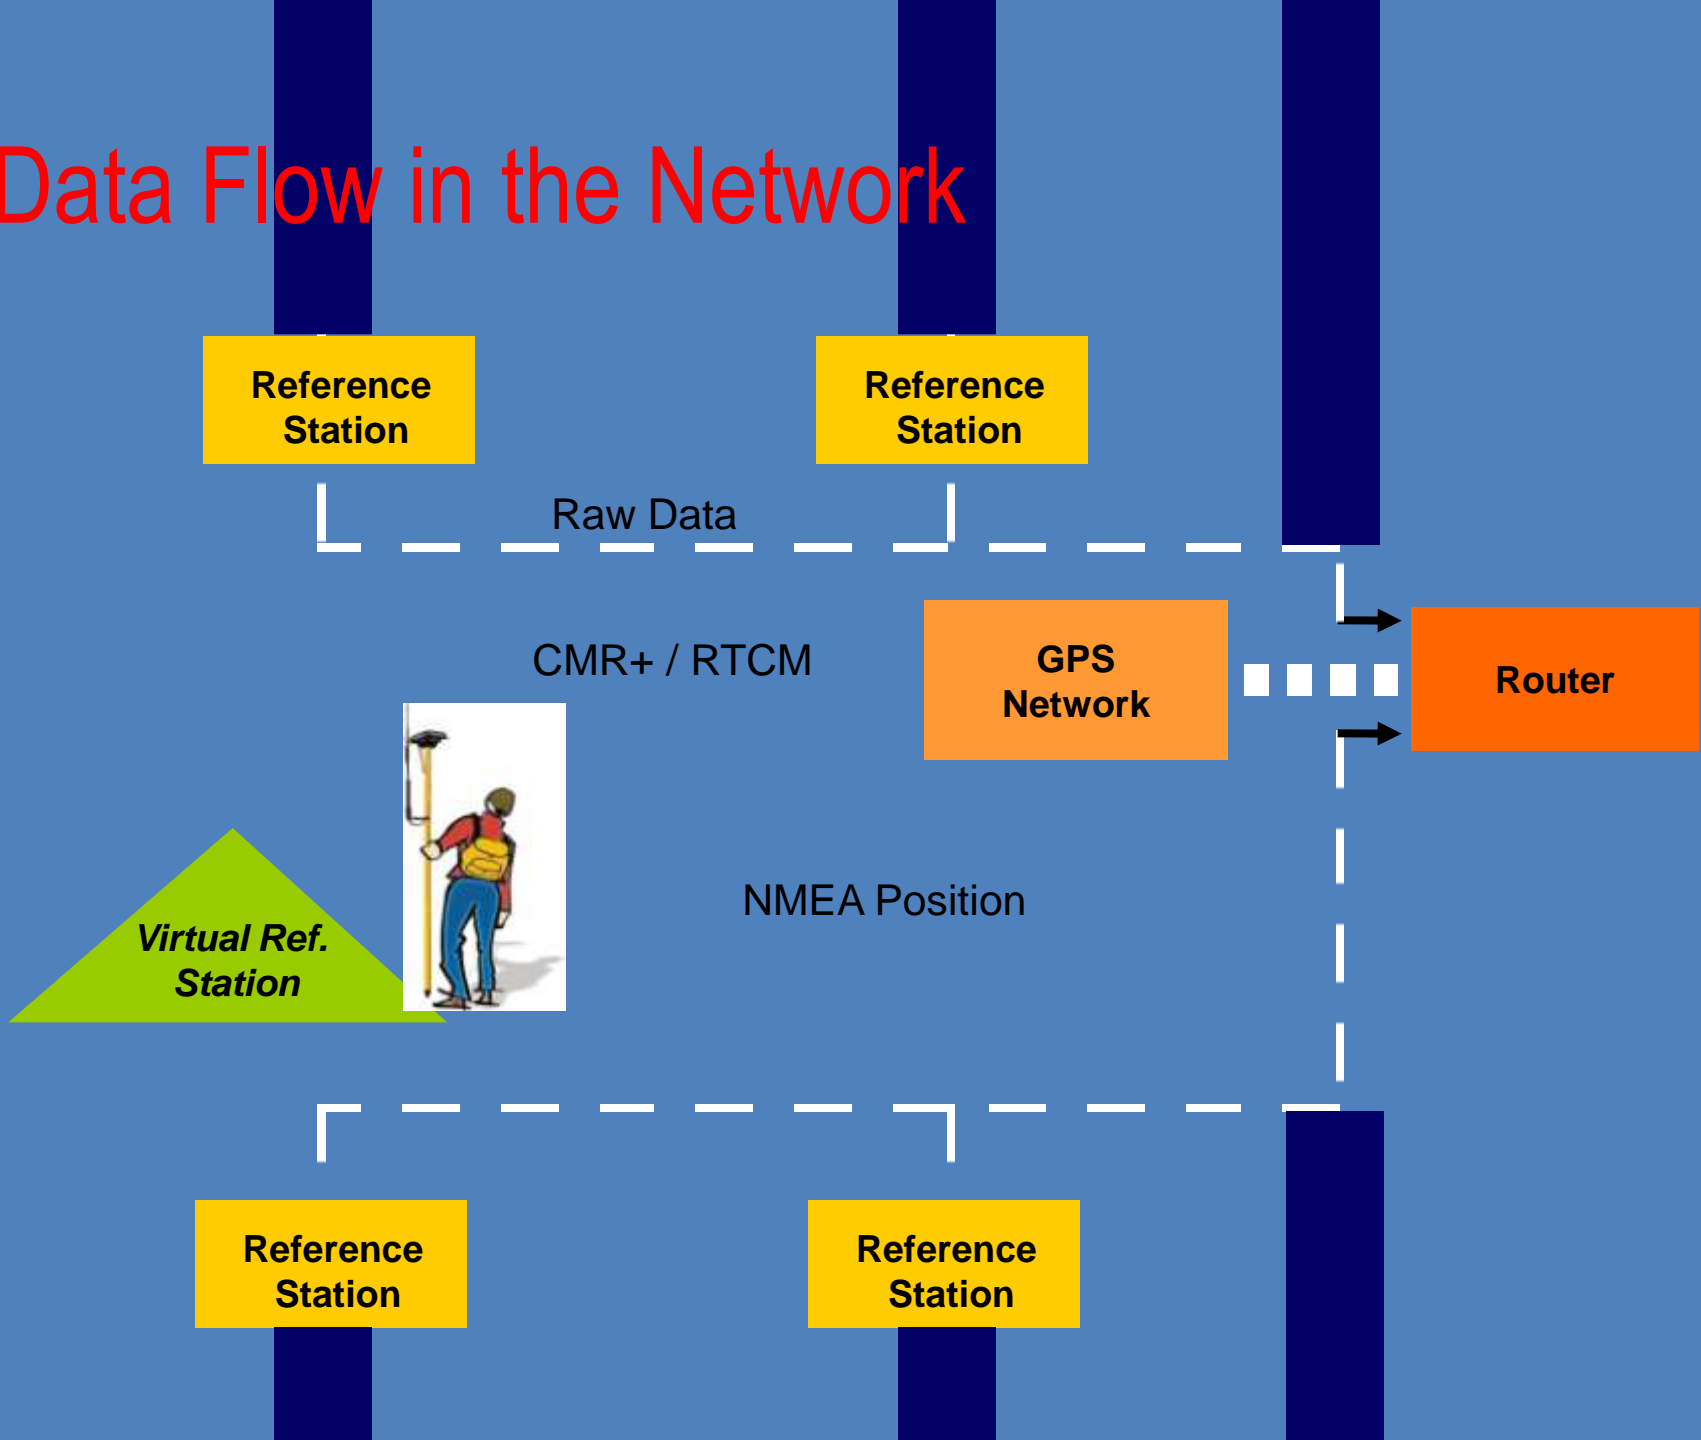 Data Flow in the Network
Reference
Station
Reference
Station
Raw Data
CMR+ / RTCM
GPS
Network
Router
NMEA Position
Virtual Ref.
Station
Reference
Station
Reference
Station